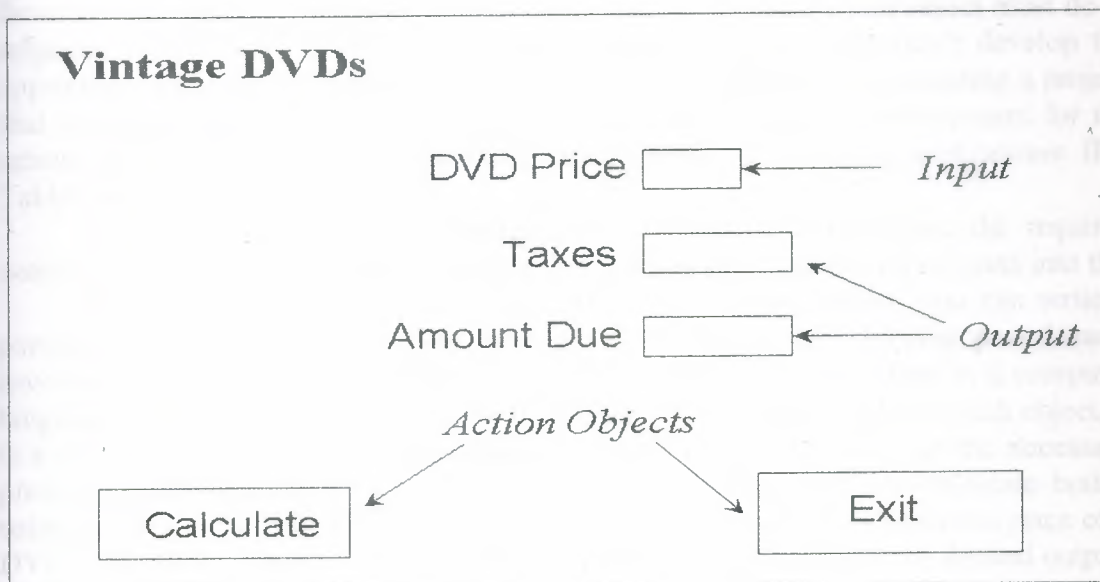 Vintage DVDs
DVD Price Input
Taxes
Amount Due Output
Action Objects
Calculate Exit